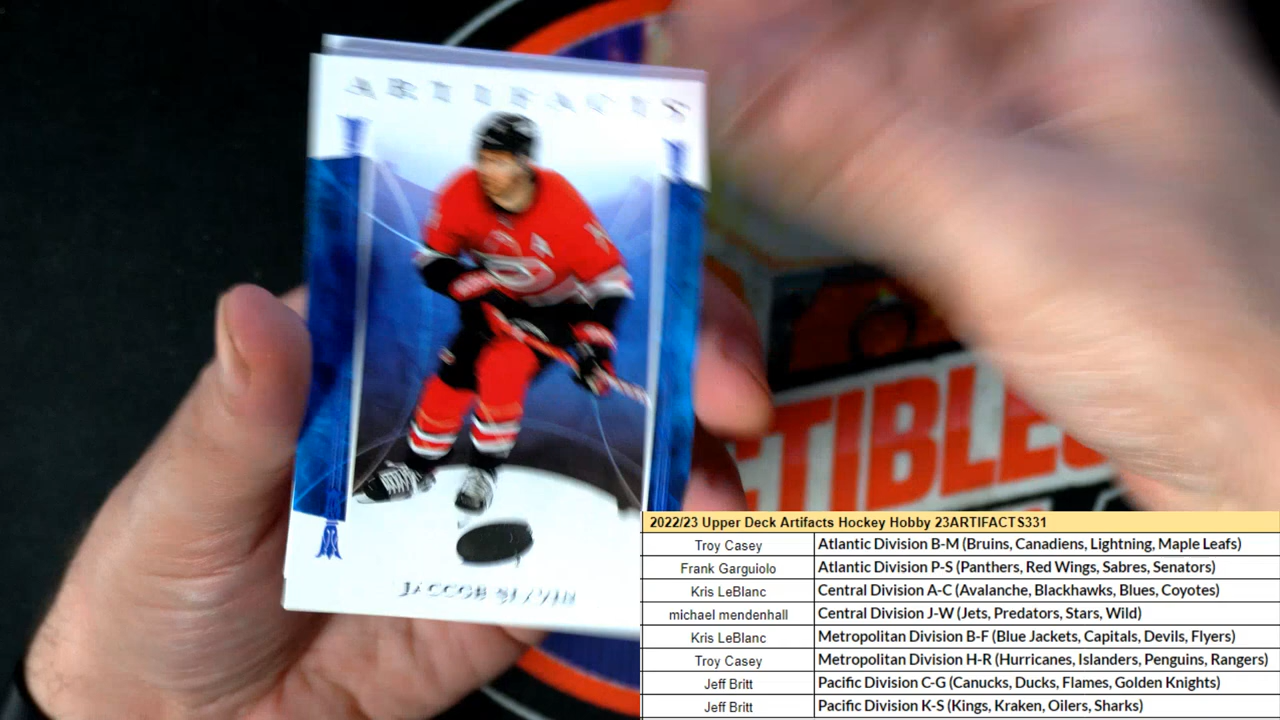 ARTIFACTS
JACCOB SLAVIN
TIBLES
2022/23 Upper Deck Artifacts Hockey Hobby 23ARTIFACTS331
Troy Casey Atlantic Division B-M (Bruins, Canadiens, Lightning, Maple Leafs)
Frank Garguiolo Atlantic Division P-S (Panthers, Red Wings, Sabres, Senators)
Kris LeBlanc Central Division A-C (Avalanche, Blackhawks, Blues, Coyotes)
michael mendenhall Central Division J-W (Jets, Predators, Stars, Wild)
Kris LeBlanc Metropolitan Division B-F (Blue Jackets, Capitals, Devils, Flyers)
Troy Casey Metropolitan Division H-R (Hurricanes, Islanders, Penguins, Rangers)
Jeff Britt Pacific Division C-G (Canucks, Ducks, Flames, Golden Knights)
Jeff Britt Pacific Division K-S (Kings, Kraken, Oilers, Sharks)